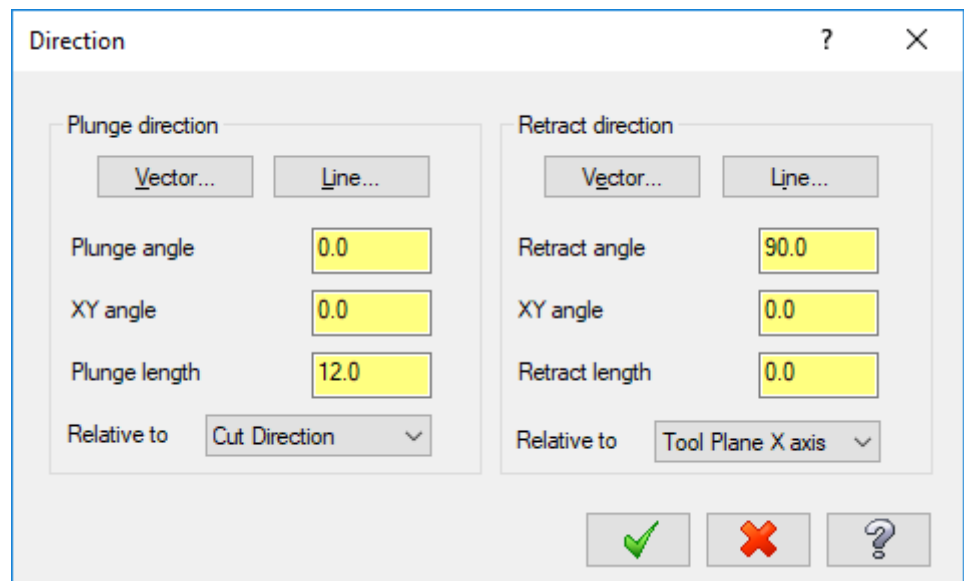 Direction
?
Plunge direction
Vector... Line...
Plunge angle 0.0
XY angle 0.0
Plunge length 12.0
Relative to Cut Direction
Retract direction
Vector... Line...
Retract angle 90.0
XY angle 0.0
Retract length 0.0
Relative to Tool Plane X axis
?